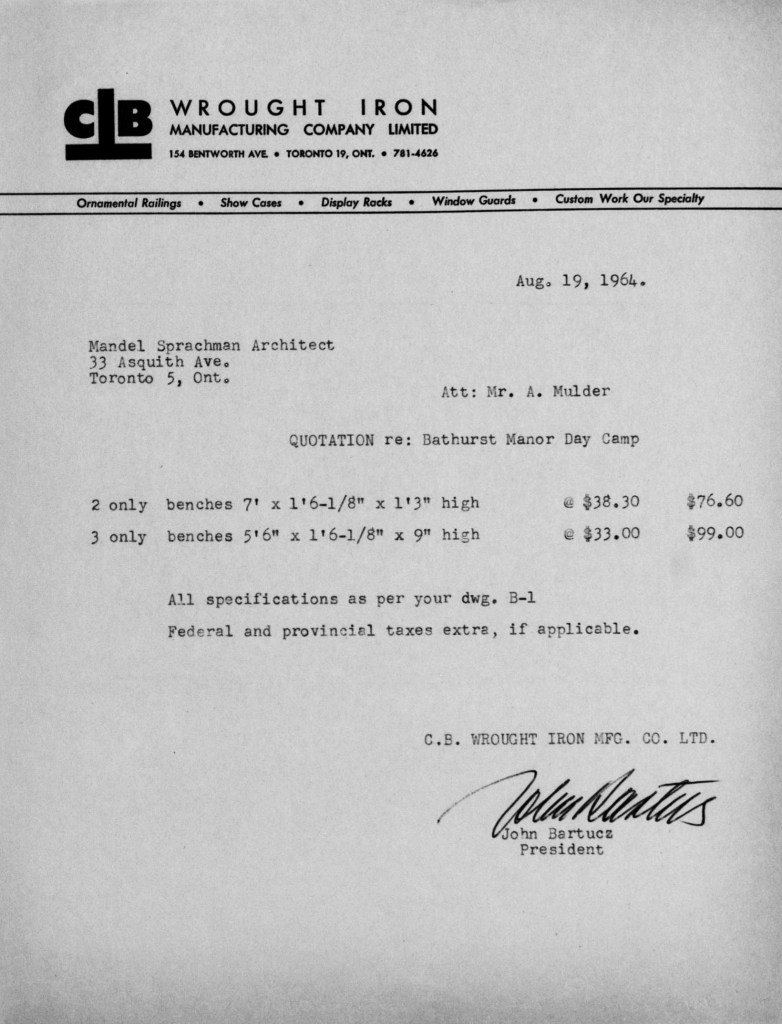 CB WROUGHT IRON
MANUFACTURING COMPANY LIMITED
154 BENTWORTH AVE. • TORONTO 19, ONT. • 781-4626
Ornamental Railings • Show Cases • Display Racks • Window Guards • Custom Work Our Specialty
Aug. 19, 1964.
Mandel Sprachman Architect
33 Asquith Ave.
Toronto 5, Ont.
Att: Mr. A. Mulder
QUOTATION re: Bathurst Manor Day Camp
2 only benches 7' x 1'6-1/8" x 1'3" high @ $38.30 $76.60
3 only benches 5'6" x 1'6-1/8" x 9" high @ $33.00 $99.00
All specifications as per your dwg. B-1
Federal and provincial taxes extra, if applicable.
C.B. WROUGHT IRON MFG. CO. LTD.
John Bartucz
John Bartucz
President